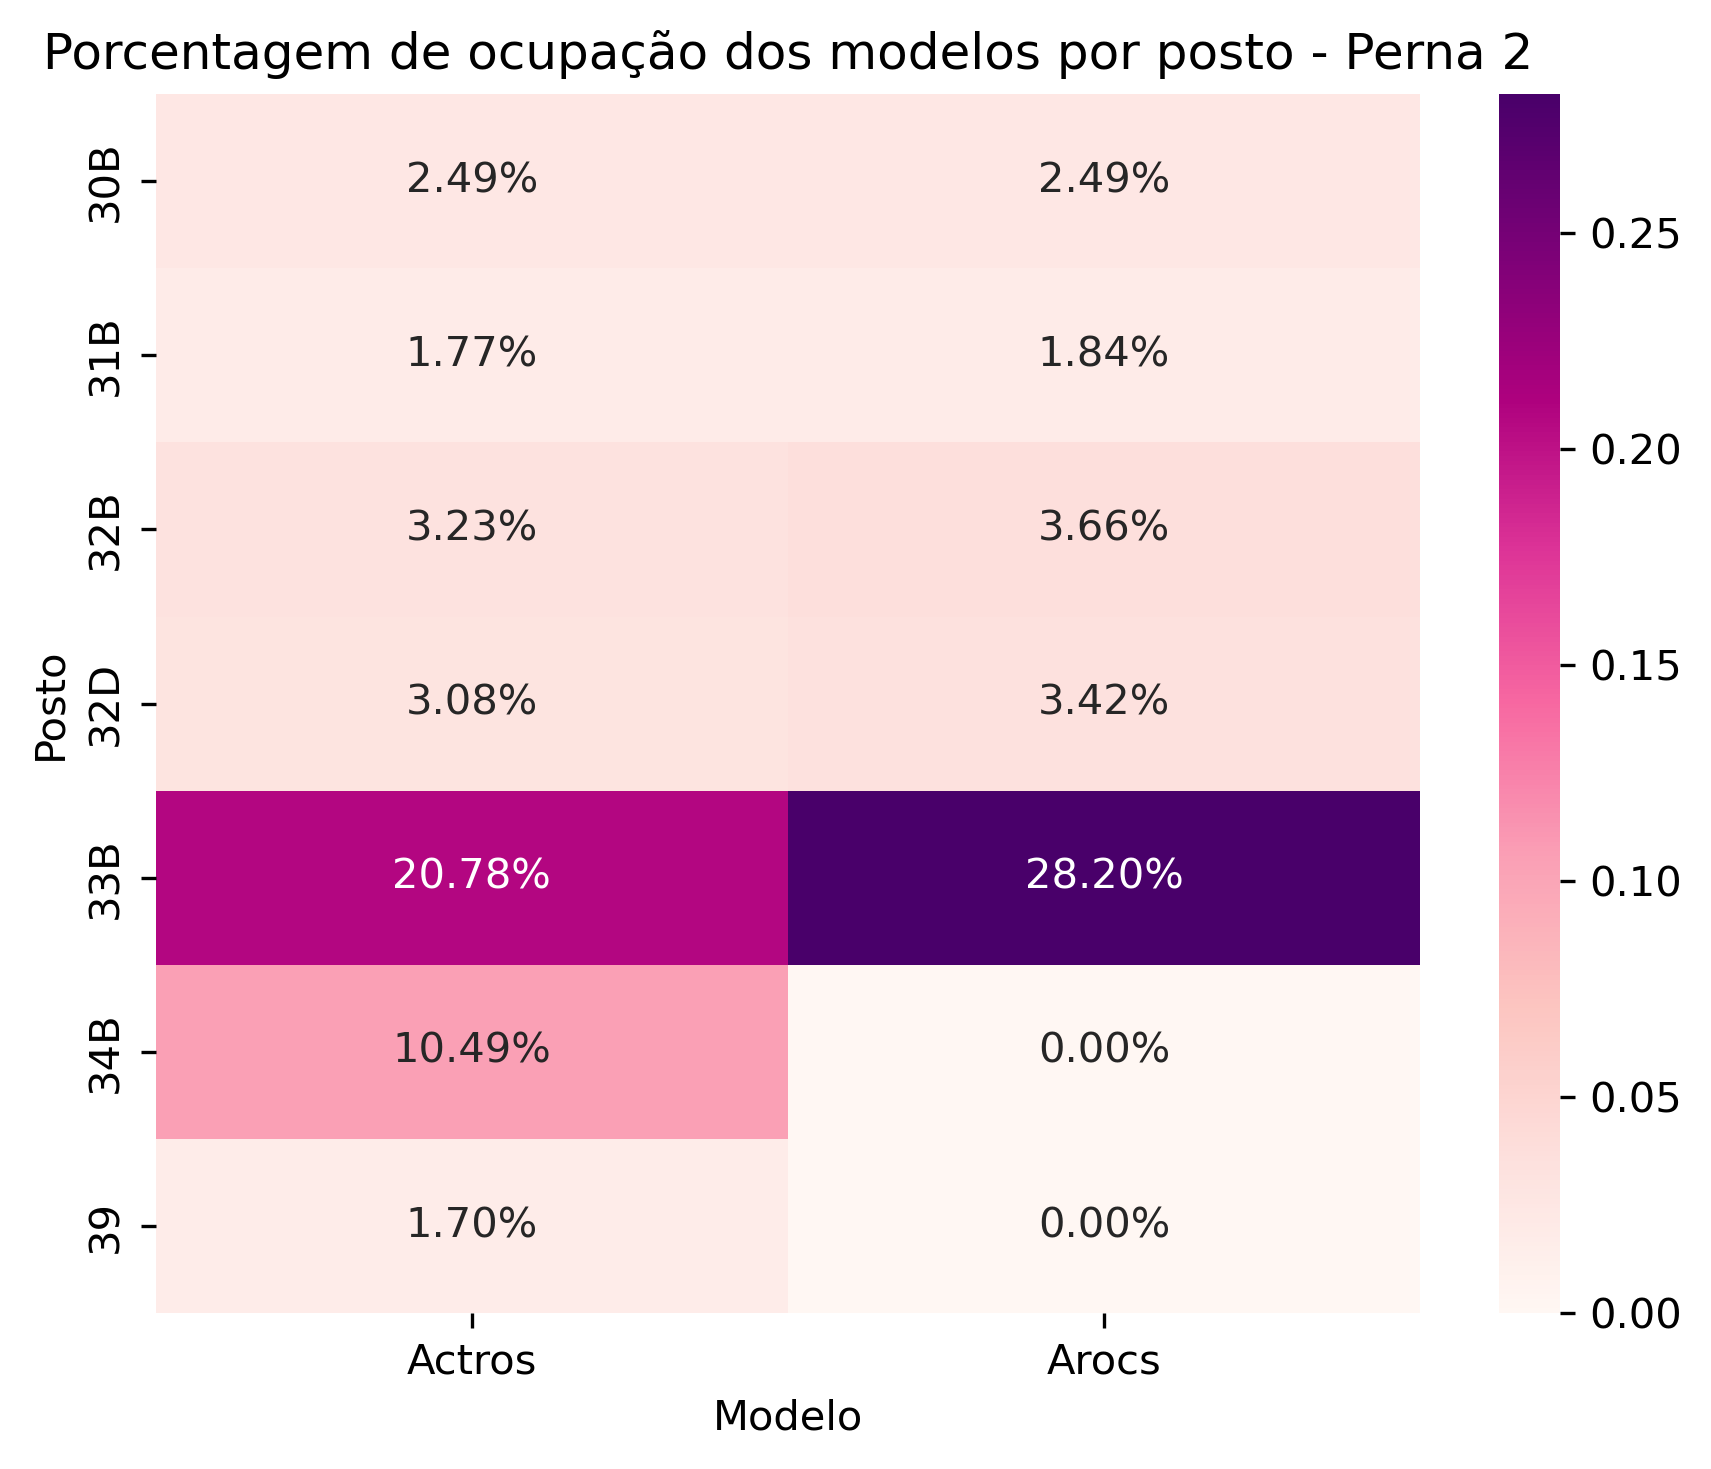 Porcentagem de ocupação dos modelos por posto - Perna 2
Posto
30B
2.49% 2.49%
31B
1.77% 1.84%
32B
3.23% 3.66%
32D
3.08% 3.42%
33B
20.78% 28.20%
34B
10.49% 0.00%
39
1.70% 0.00%
Actros Arocs
Modelo
0.25
0.20
0.15
0.10
0.05
0.00